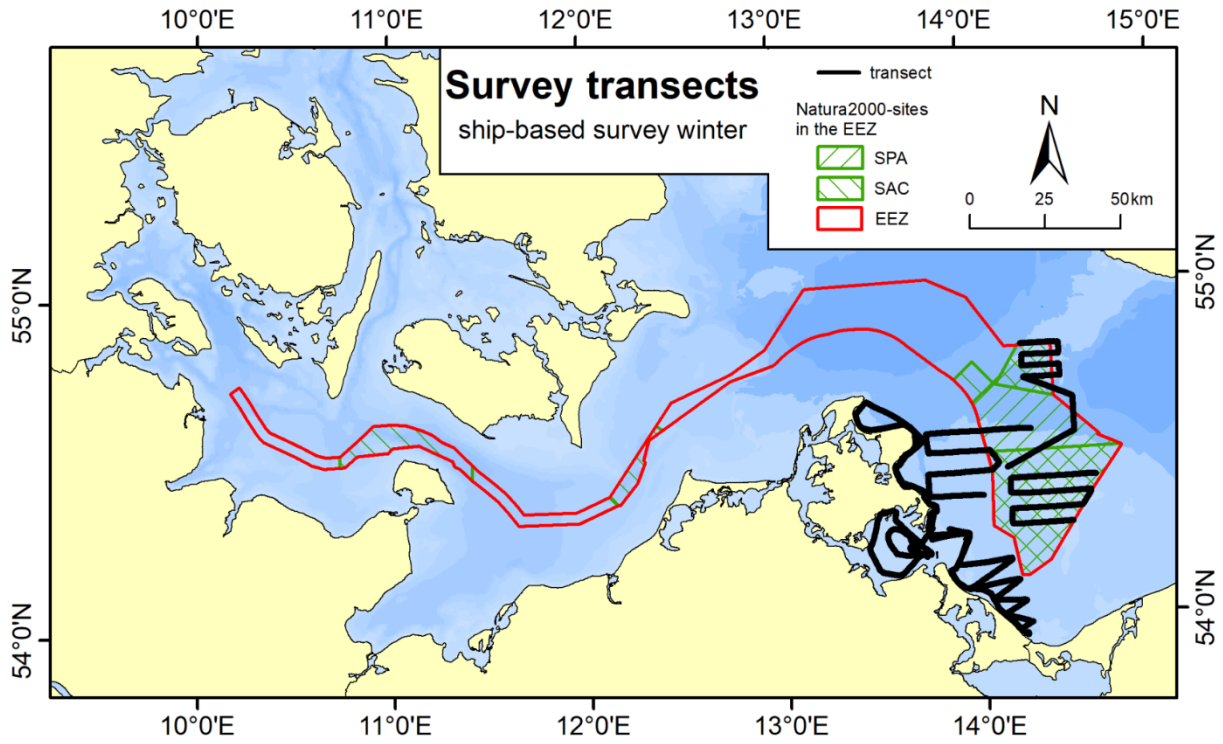 10°0'E 11°0'E 12°0'E 13°0'E 14°0'E 15°0'E
Survey transects
ship-based survey winter
transect
Natura2000-sites
in the EEZ
SPA
SAC
EEZ
N
0 25 50 km
55°0'N
55°0'N
54°0'N
54°0'N
10°0'E 11°0'E 12°0'E 13°0'E 14°0'E